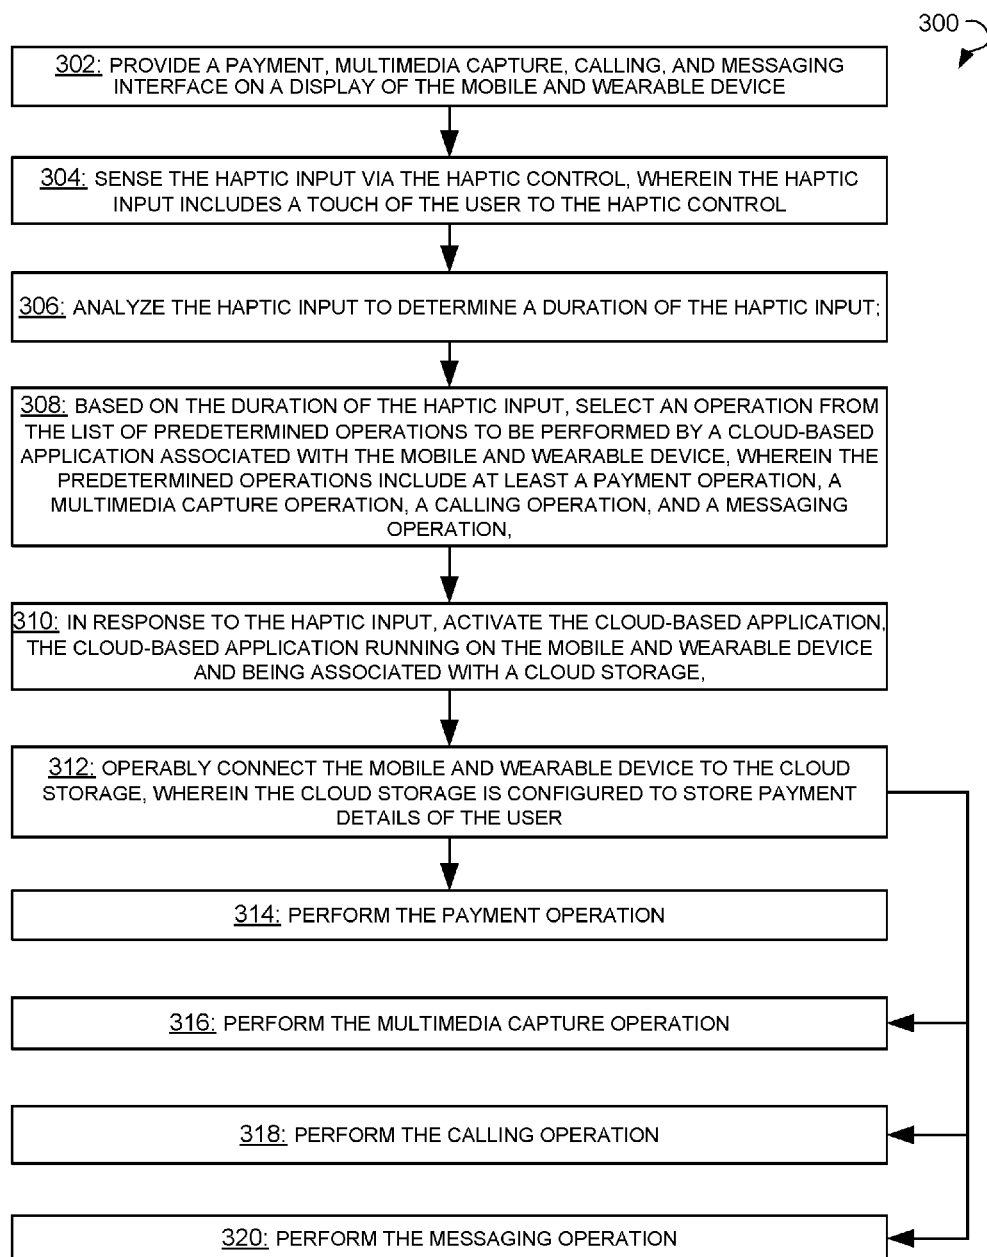 300
302: PROVIDE A PAYMENT, MULTIMEDIA CAPTURE, CALLING, AND MESSAGING
INTERFACE ON A DISPLAY OF THE MOBILE AND WEARABLE DEVICE
304: SENSE THE HAPTIC INPUT VIA THE HAPTIC CONTROL, WHEREIN THE HAPTIC
INPUT INCLUDES A TOUCH OF THE USER TO THE HAPTIC CONTROL
306: ANALYZE THE HAPTIC INPUT TO DETERMINE A DURATION OF THE HAPTIC INPUT;
308: BASED ON THE DURATION OF THE HAPTIC INPUT, SELECT AN OPERATION FROM
THE LIST OF PREDETERMINED OPERATIONS TO BE PERFORMED BY A CLOUD-BASED
APPLICATION ASSOCIATED WITH THE MOBILE AND WEARABLE DEVICE, WHEREIN THE
PREDETERMINED OPERATIONS INCLUDE AT LEAST A PAYMENT OPERATION, A
MULTIMEDIA CAPTURE OPERATION, A CALLING OPERATION, AND A MESSAGING
OPERATION,
310: IN RESPONSE TO THE HAPTIC INPUT, ACTIVATE THE CLOUD-BASED APPLICATION,
THE CLOUD-BASED APPLICATION RUNNING ON THE MOBILE AND WEARABLE DEVICE
AND BEING ASSOCIATED WITH A CLOUD STORAGE,
312: OPERABLY CONNECT THE MOBILE AND WEARABLE DEVICE TO THE CLOUD
STORAGE, WHEREIN THE CLOUD STORAGE IS CONFIGURED TO STORE PAYMENT
DETAILS OF THE USER
314: PERFORM THE PAYMENT OPERATION
316: PERFORM THE MULTIMEDIA CAPTURE OPERATION
318: PERFORM THE CALLING OPERATION
320: PERFORM THE MESSAGING OPERATION